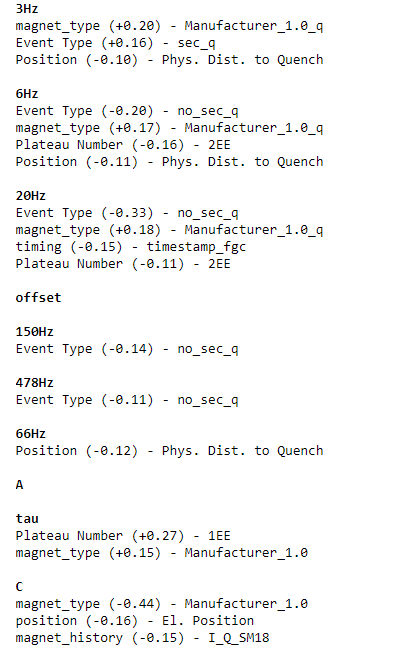 3Hz
magnet_type (+0.20) - Manufacturer_1.0_q
Event Type (+0.16) - sec_q
Position (-0.10) - Phys. Dist. to Quench
6Hz
Event Type (-0.20) - no_sec_q
magnet_type (+0.17) - Manufacturer_1.0_q
Plateau Number (-0.16) - 2EE
Position (-0.11) - Phys. Dist. to Quench
20Hz
Event Type (-0.33) - no_sec_q
magnet_type (+0.18) - Manufacturer_1.0_q
timing (-0.15) - timestamp_fgc
Plateau Number (-0.11) - 2EE
offset
150Hz
Event Type (-0.14) - no_sec_q
478Hz
Event Type (-0.11) - no_sec_q
66Hz
Position (-0.12) - Phys. Dist. to Quench
A
tau
Plateau Number (+0.27) - 1EE
magnet_type (+0.15) - Manufacturer_1.0
C
magnet_type (-0.44) - Manufacturer_1.0
position (-0.16) - El. Position
magnet_history (-0.15) - I_Q_SM18